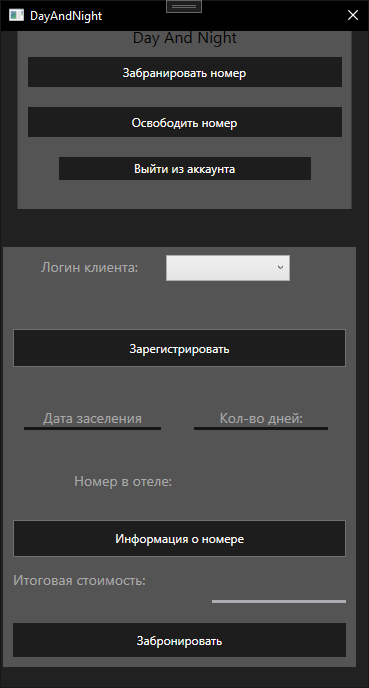 DayAndNight
Day And Night
Забранировать номер
Освободить номер
Выйти из аккаунта
Логин клиента:
Зарегистрировать
Дата заселения Кол-во дней:
Номер в отеле:
Информация о номере
Итоговая стоимость:
Забронировать